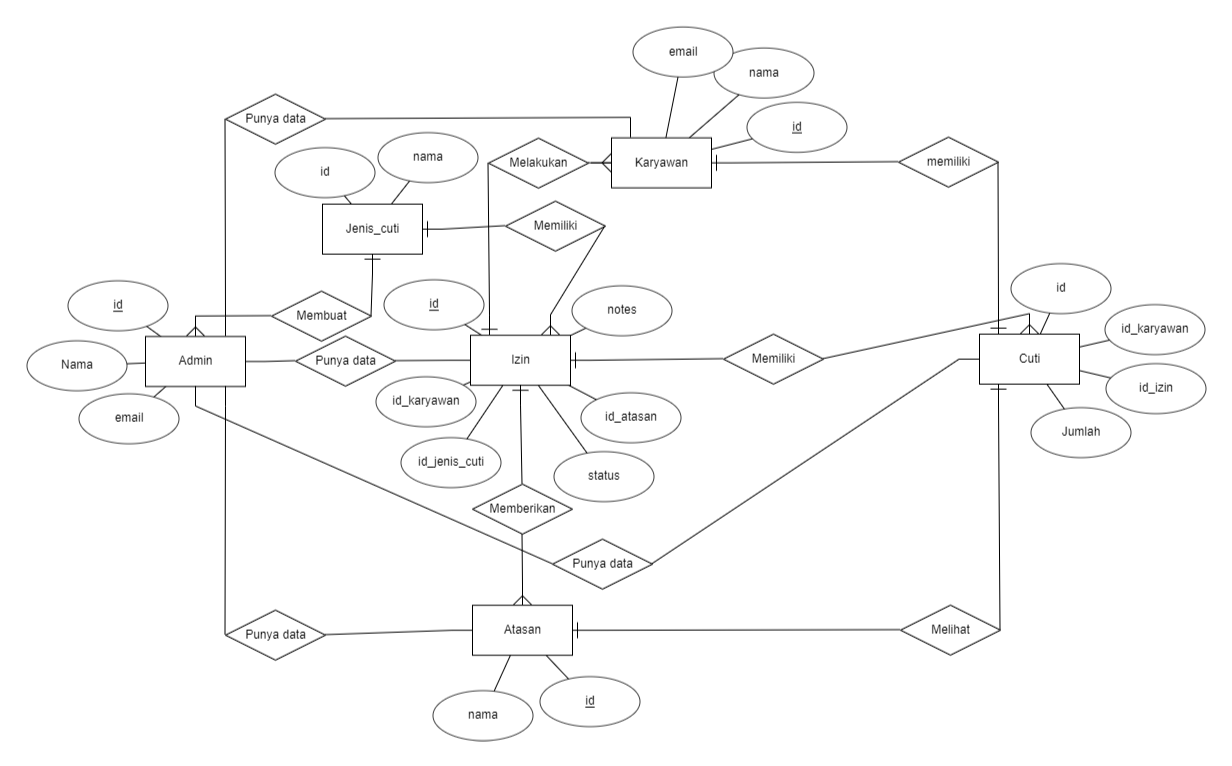 email
nama
Punya data
id
Melakukan
Karyawan
memiliki
nama
id
Jenis_cuti
Memiliki
id
id
id
notes
Membuat
id_karyawan
Nama
Admin
Punya data
Izin
Memiliki
Cuti
email
id_karyawan
id_atasan
id_izin
Jumlah
id_jenis_cuti
status
Memberikan
Punya data
Punya data
Atasan
Melihat
nama
id